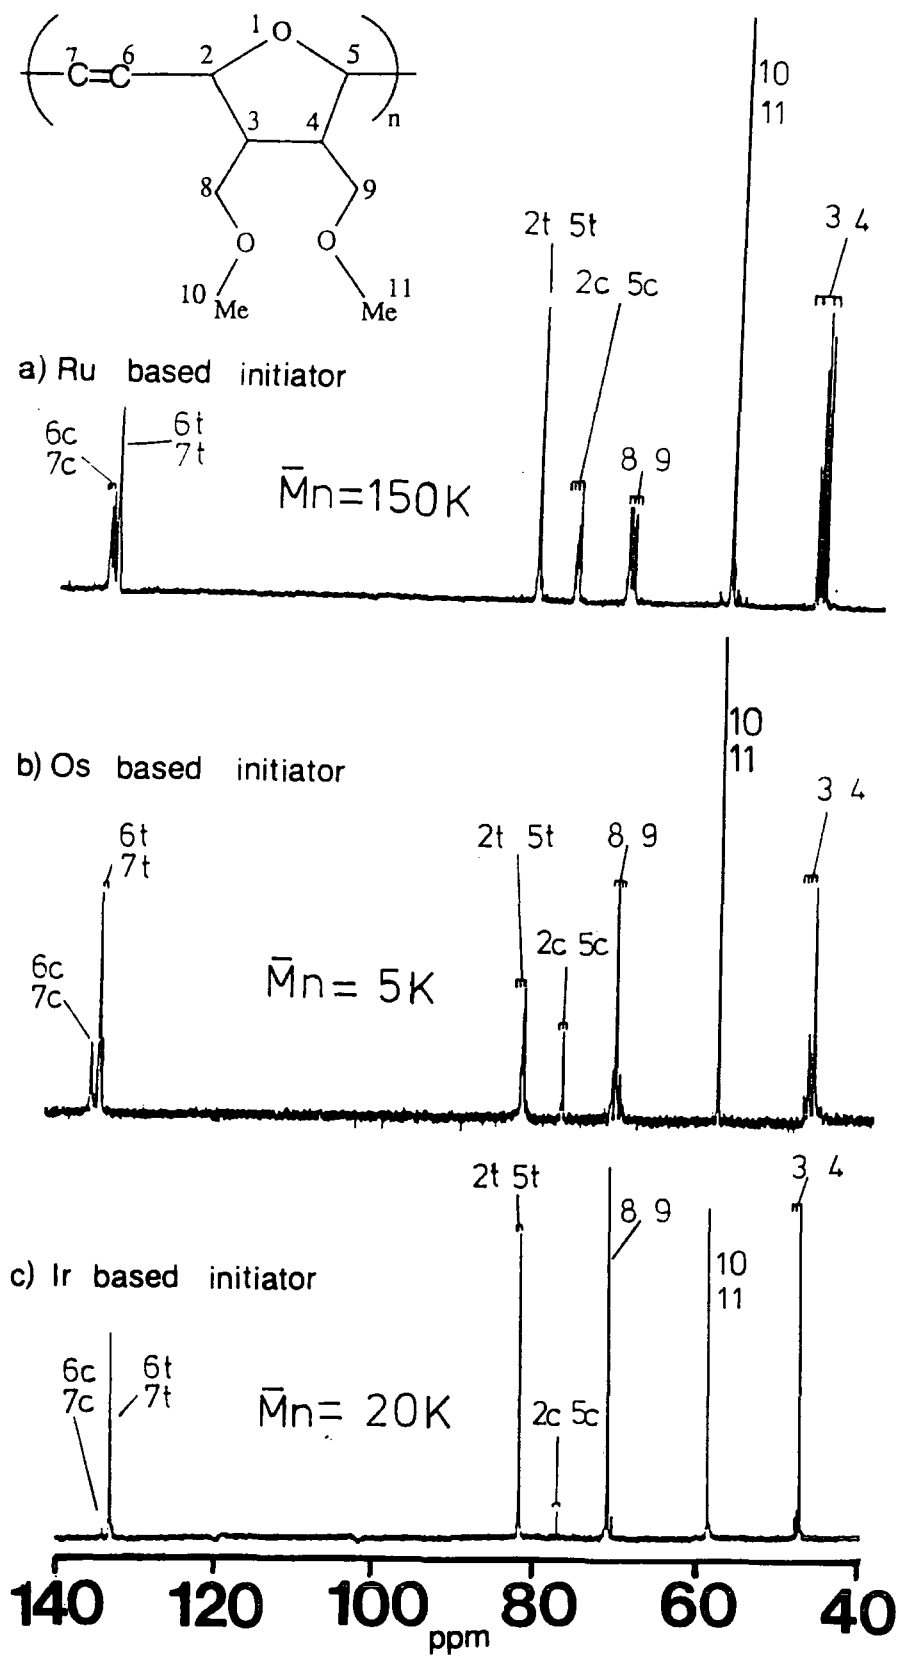 1 O
7 6 2 5
C=C
n
3 4
8 9
O O
10 11
Me Me
10
11
3 4
2t 5t
2c 5c
a) Ru based initiator
6c
7c
6t
7t
8 9
M̄n=150K
10
11
b) Os based initiator
3 4
6t
7t
2t 5t
8,9
2c 5c
6c
7c
M̄n= 5K
3 4
2t 5t
8 9
c) Ir based initiator
10
11
6c
7c
6t
7t
M̄n= 20K
2c 5c
140 120 100 80 60 40
ppm